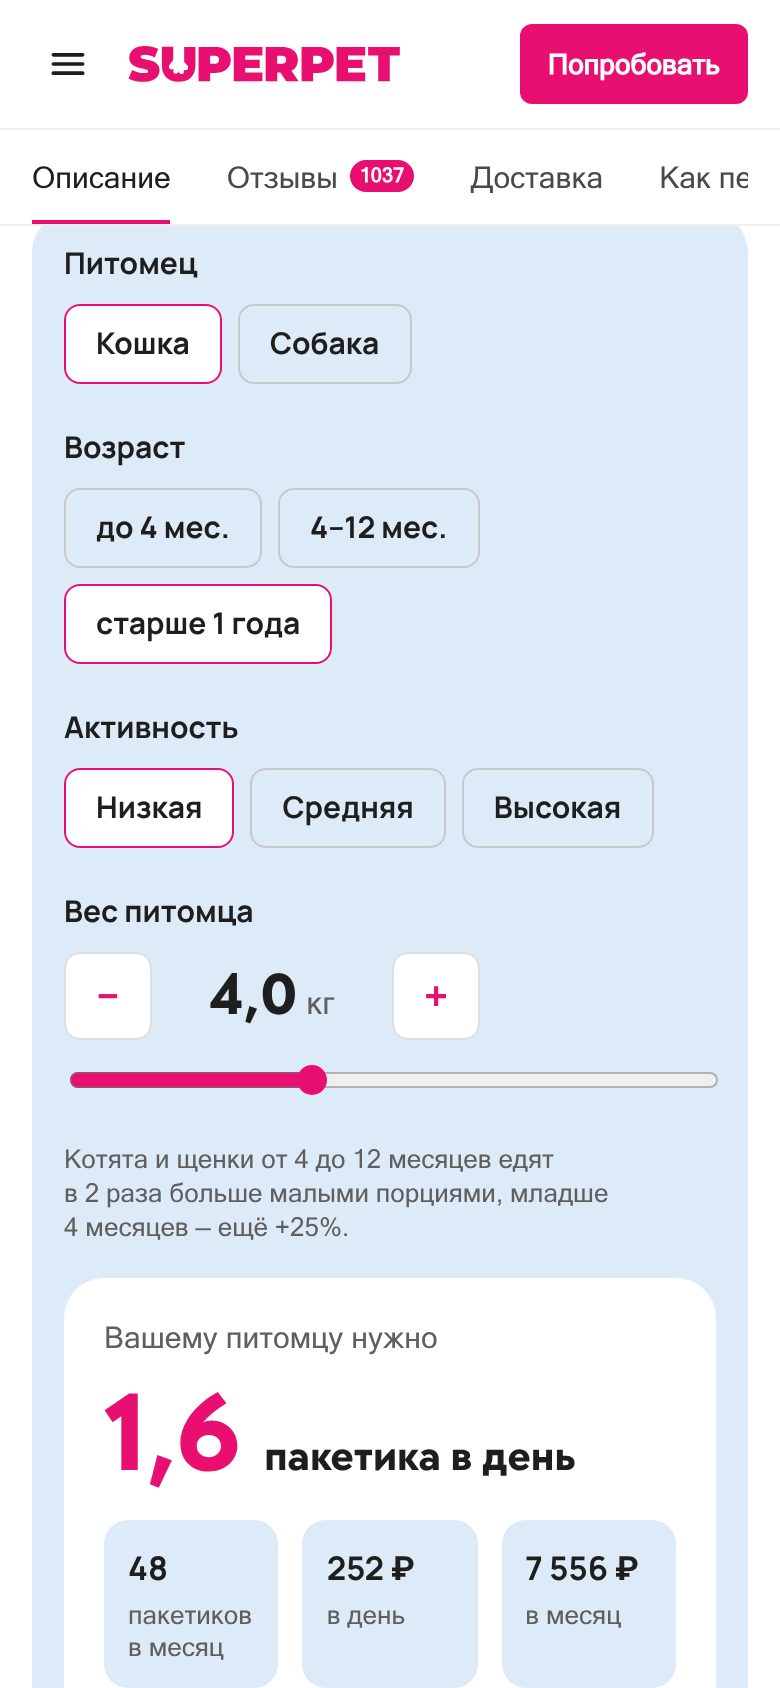 SUPERPET
Попробовать
Описание Отзывы 1037 Доставка Как пе
Питомец
Кошка Собака
Возраст
до 4 мес. 4–12 мес.
старше 1 года
Активность
Низкая Средняя Высокая
Вес питомца
− 4,0 кг +
Котята и щенки от 4 до 12 месяцев едят
в 2 раза больше малыми порциями, младше
4 месяцев — ещё +25%.
Вашему питомцу нужно
1,6 пакетика в день
48 252 ₽ 7 556 ₽
пакетиков в день в месяц
в месяц